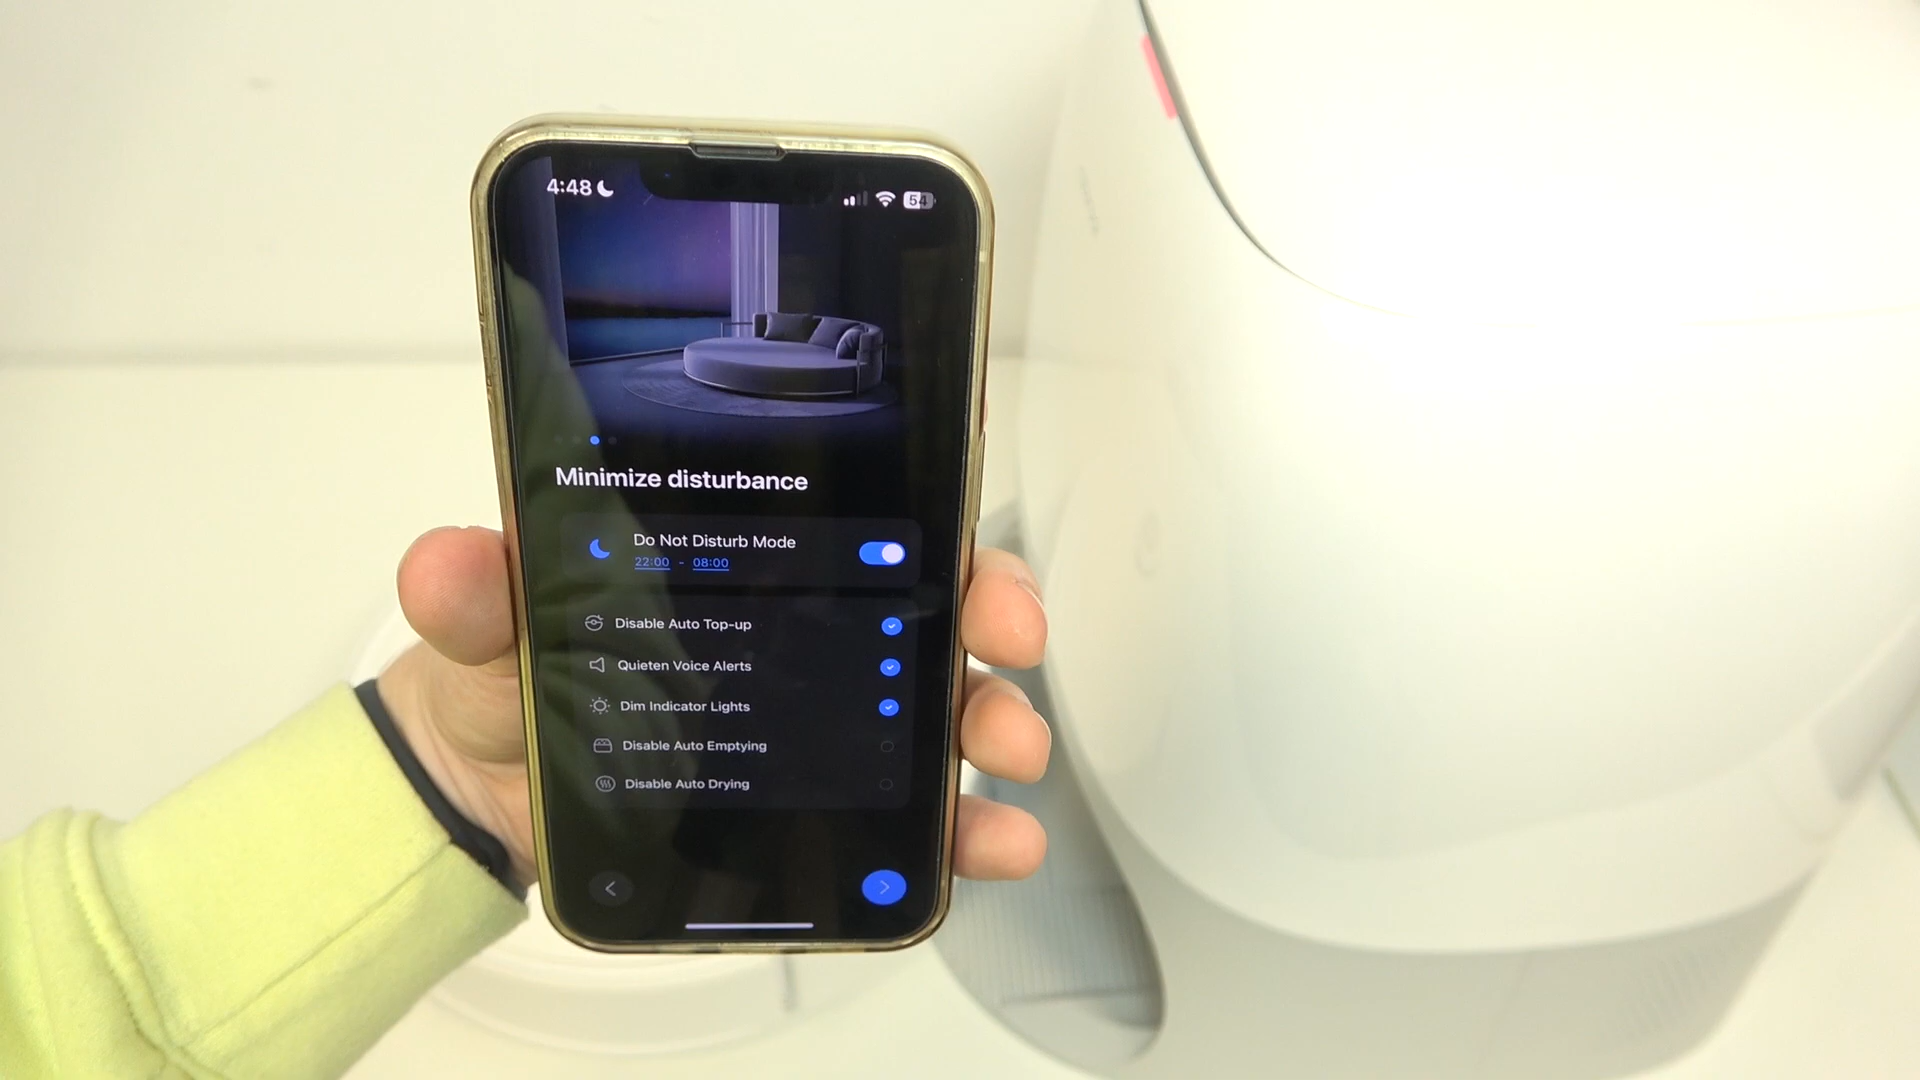 4:48
54
Minimize disturbance
Do Not Disturb Mode
22:00 - 08:00
Disable Auto Top-up
Quieten Voice Alerts
Dim Indicator Lights
Disable Auto Emptying
Disable Auto Drying